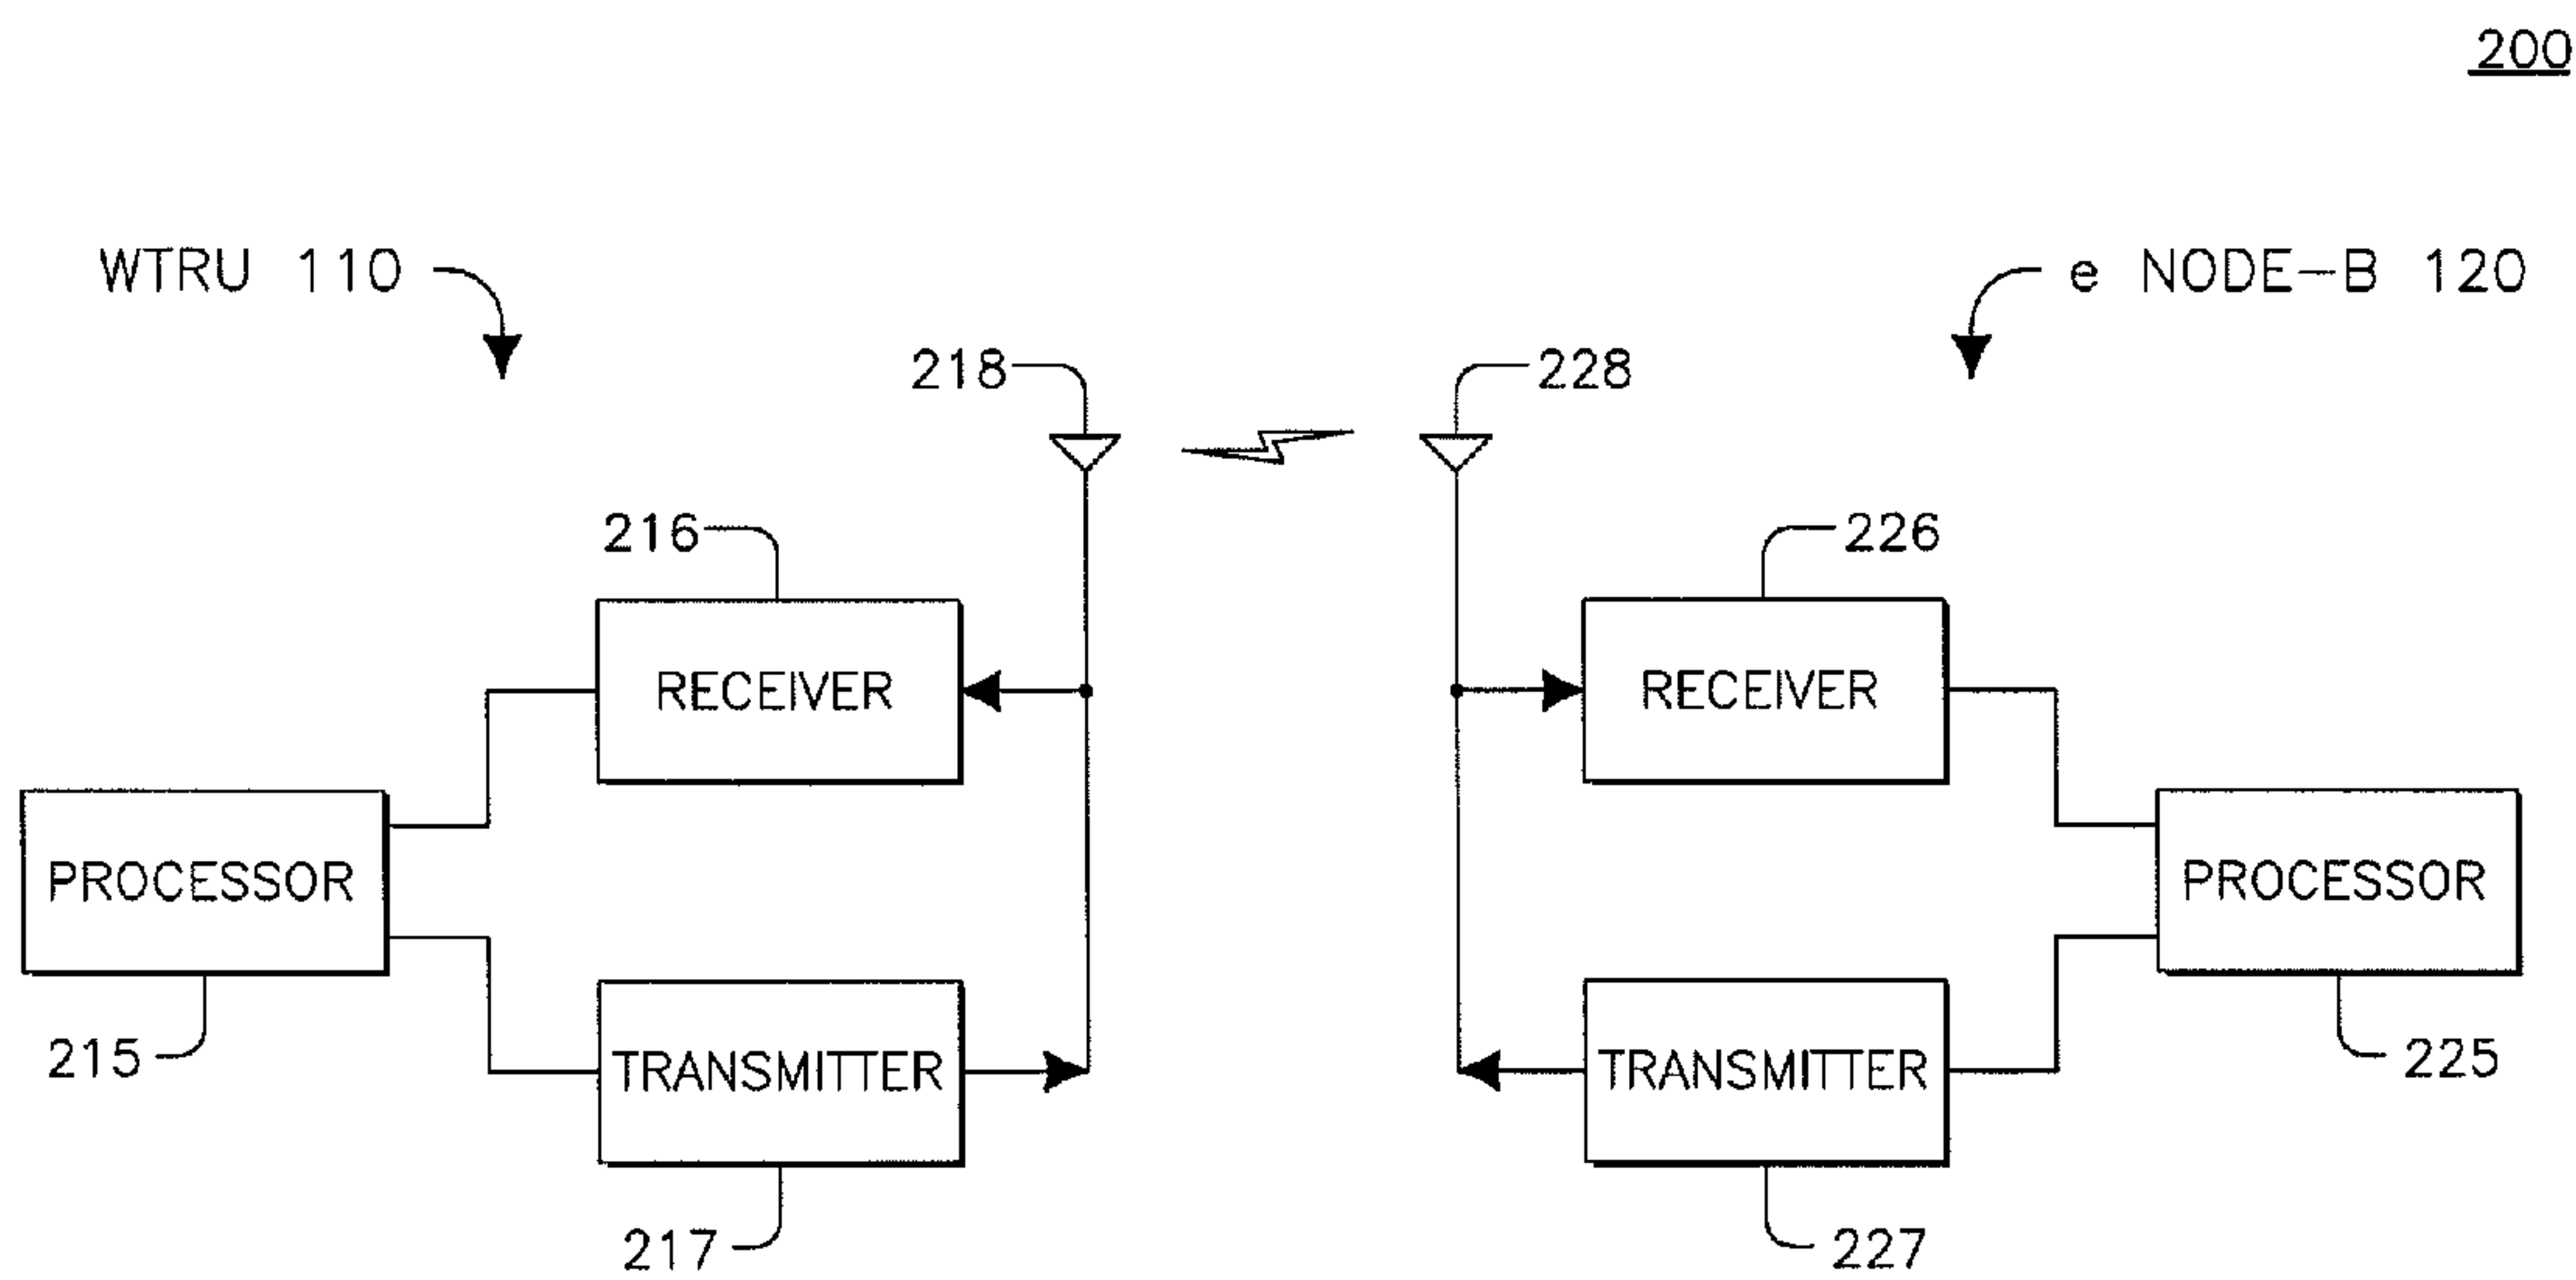 200
WTRU 110
e NODE-B 120
218
228
216
226
RECEIVER
RECEIVER
PROCESSOR
PROCESSOR
215
TRANSMITTER
TRANSMITTER
225
217
227